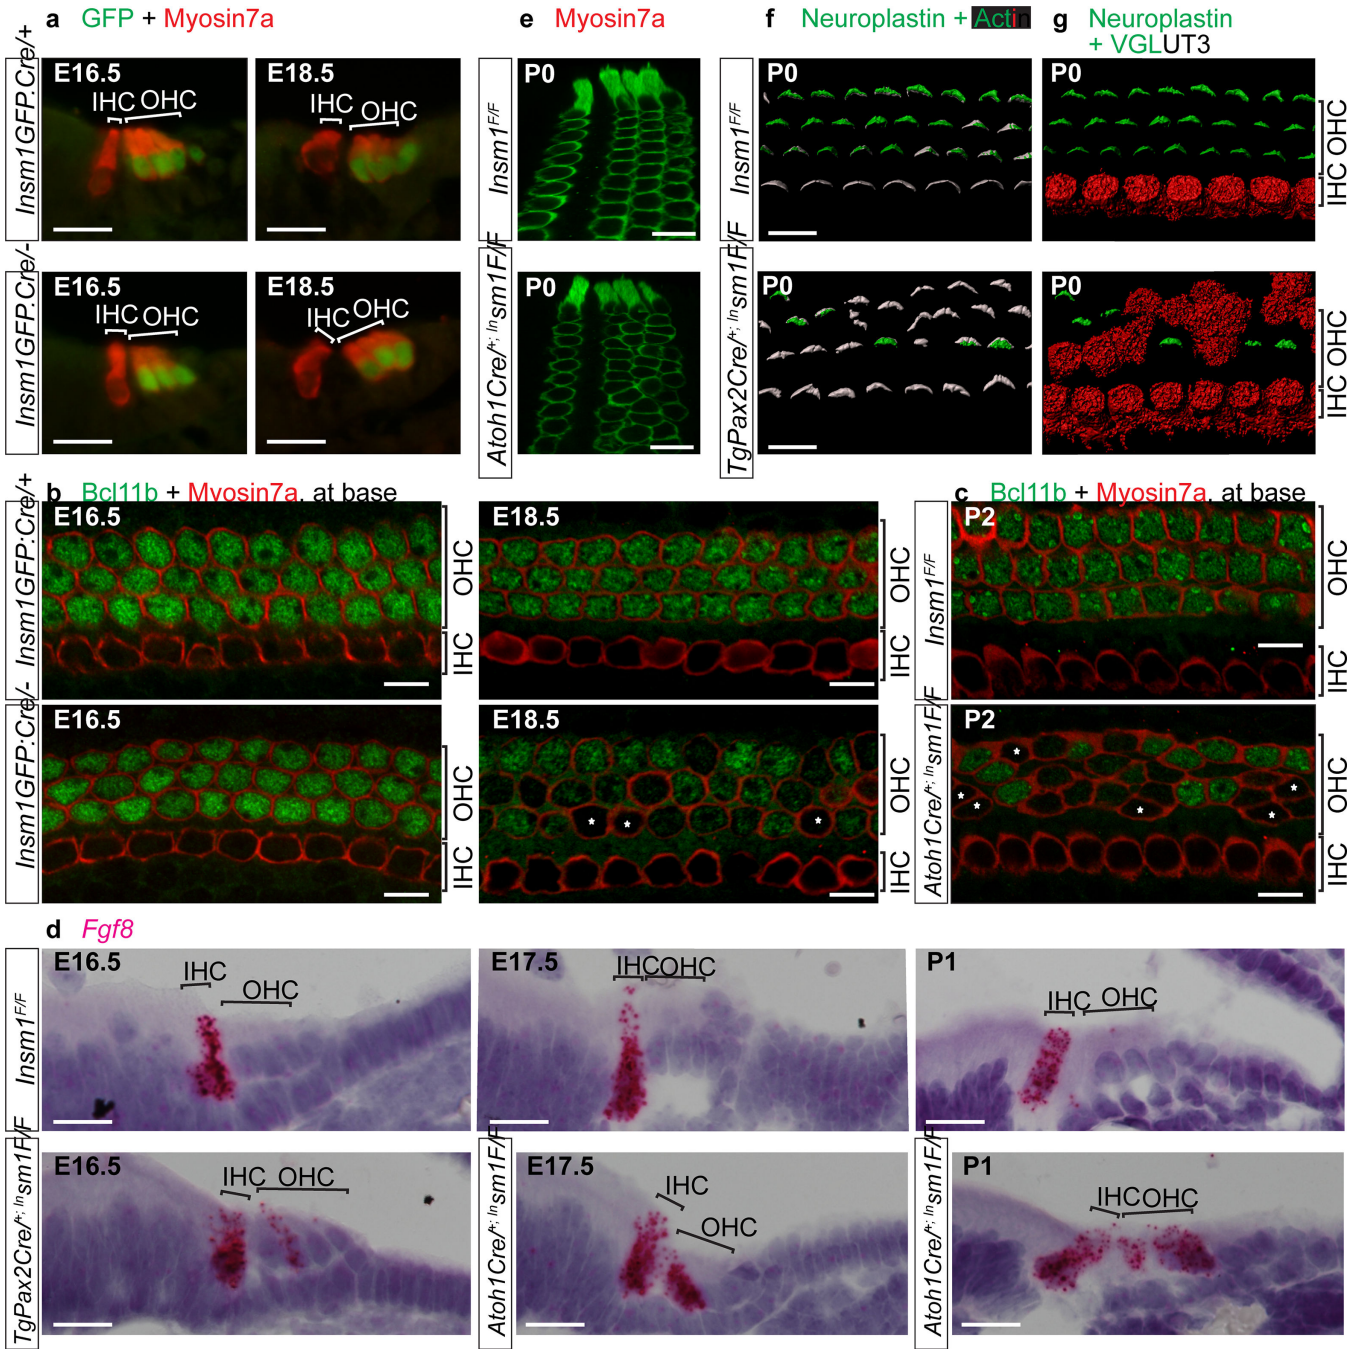 a GFP + Myosin7a
Insm1GFP.Cre/+
E16.5
IHC OHC
E18.5
IHC OHC
Insm1GFP.Cre/-
E16.5
IHC OHC
E18.5
OHC
IHC
e Myosin7a
Insm1F/F
P0
Atoh1Cre/+; Insm1F/F
P0
f Neuroplastin + Actin
Insm1F/F
P0
TgPax2Cre/+; Insm1F/F
P0
g Neuroplastin
+ VGLUT3
P0
IHC OHC
P0
IHC OHC
b Bcl11b + Myosin7a, at base
Insm1GFP:Cre/+
E16.5
OHC
IHC
E18.5
OHC
IHC
Insm1GFP:Cre/-
E16.5
OHC
IHC
E18.5
* * *
OHC
IHC
c Bcl11b + Myosin7a, at base
Insm1F/F
P2
OHC
IHC
Atoh1Cre/+; Insm1F/F
P2
* * * * * *
OHC
IHC
d Fgf8
Insm1F/F
E16.5
IHC
OHC
E17.5
IHC OHC
P1
IHC OHC
TgPax2Cre/+; Insm1F/F
E16.5
IHC OHC
Atoh1Cre/+; Insm1F/F
E17.5
IHC
OHC
Atoh1Cre/+; Insm1F/F
P1
IHC OHC